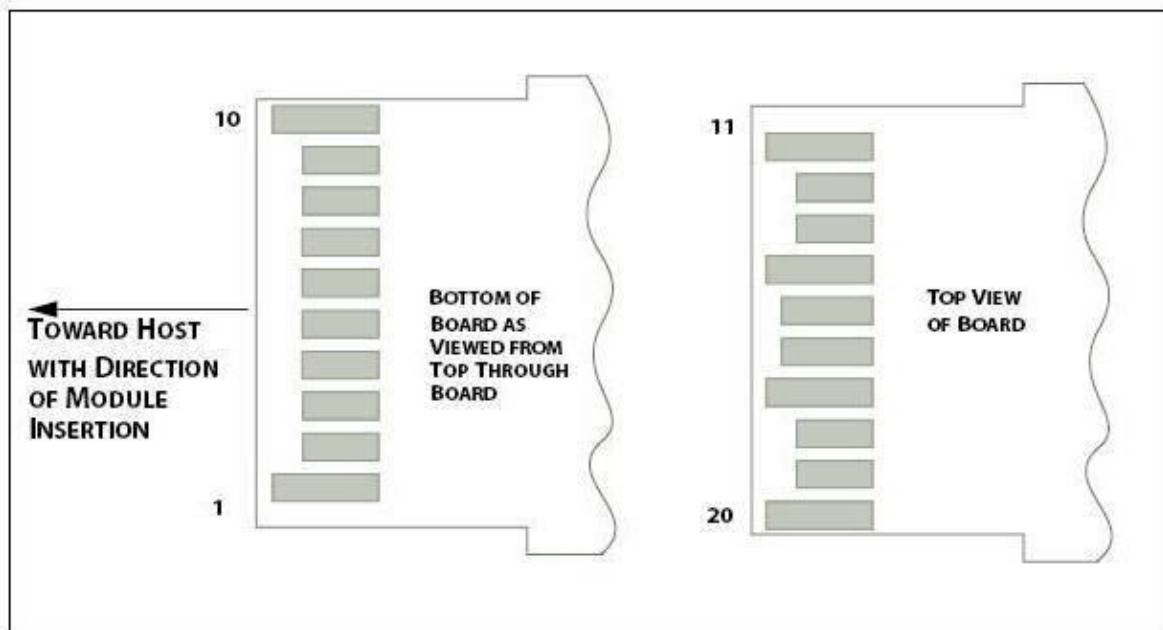 10
1
TOWARD HOST
WITH DIRECTION
OF MODULE
INSERTION
BOTTOM OF
BOARD AS
VIEWED FROM
TOP THROUGH
BOARD
11
20
TOP VIEW
OF BOARD